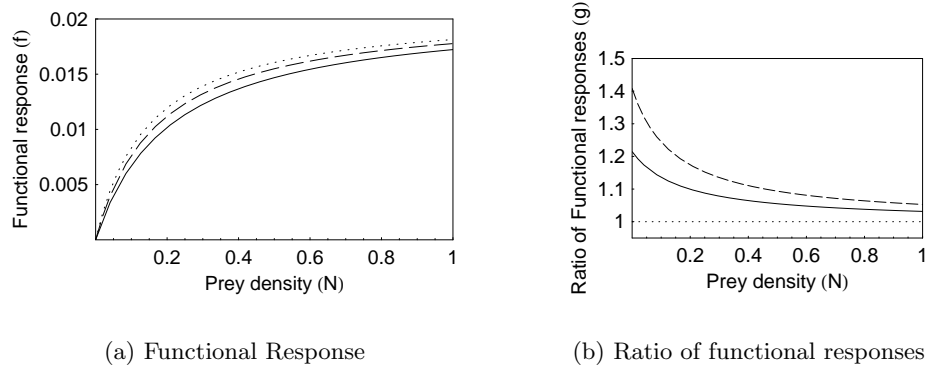 Functional response (f)
0.02
0.015
0.01
0.005
0.2 0.4 0.6 0.8 1
Prey density (N)
(a) Functional Response
Ratio of Functional responses (g)
1.5
1.4
1.3
1.2
1.1
1
0.2 0.4 0.6 0.8 1
Prey density (N)
(b) Ratio of functional responses